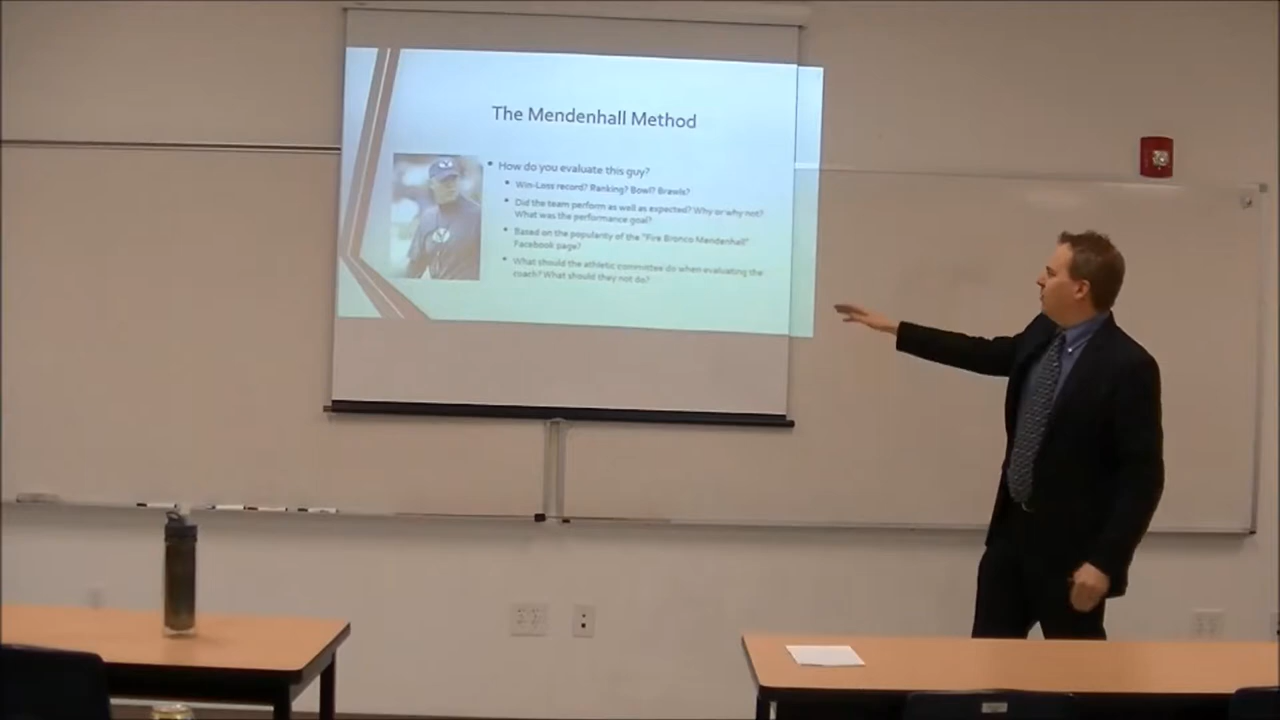 The Mendenhall Method
How do you evaluate this guy?
Win-Loss record? Ranking? Bowl? Brawls?
Did the team perform as well as expected? Why or why not?
What was the performance goal?
Based on the popularity of the "Fire Bronco Mendenhall"
Facebook page?
What should the athletic committee do when evaluating the
coach? What should they not do?